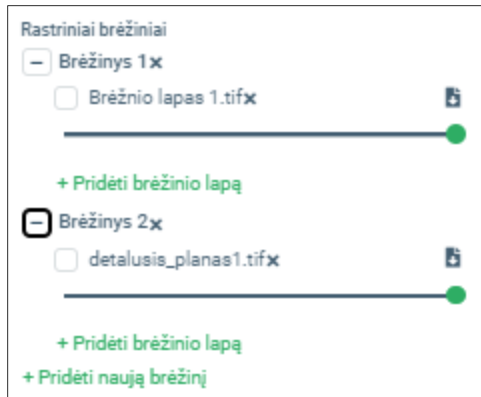 Rastriniai brėžiniai
− Brėžinys 1×
Brėžnio lapas 1.tif×
+ Pridėti brėžinio lapą
− Brėžinys 2×
detalusis_planas1.tif×
+ Pridėti brėžinio lapą
+ Pridėti naują brėžinį